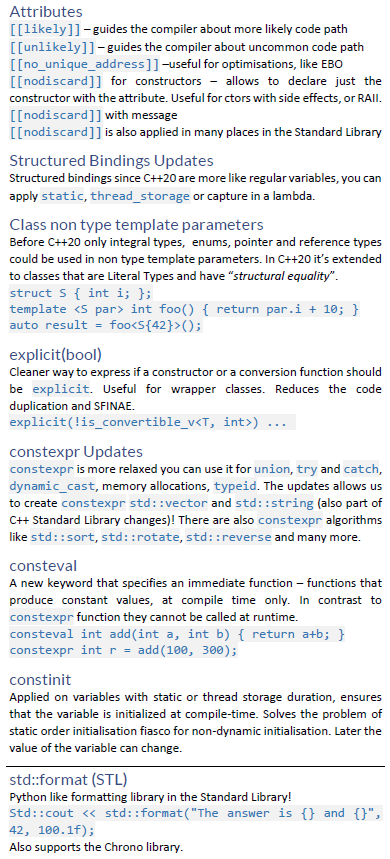 Attributes
[[likely]] – guides the compiler about more likely code path
[[unlikely]] – guides the compiler about uncommon code path
[[no_unique_address]] –useful for optimisations, like EBO
[[nodiscard]] for constructors – allows to declare just the
constructor with the attribute. Useful for ctors with side effects, or RAII.
[[nodiscard]] with message
[[nodiscard]] is also applied in many places in the Standard Library
Structured Bindings Updates
Structured bindings since C++20 are more like regular variables, you can
apply static, thread_storage or capture in a lambda.
Class non type template parameters
Before C++20 only integral types, enums, pointer and reference types
could be used in non type template parameters. In C++20 it's extended
to classes that are Literal Types and have “structural equality”.
struct S { int i; };
template <S par> int foo() { return par.i + 10; }
auto result = foo<S{42}>();
explicit(bool)
Cleaner way to express if a constructor or a conversion function should
be explicit. Useful for wrapper classes. Reduces the code
duplication and SFINAE.
explicit(!is_convertible_v<T, int>) ...
constexpr Updates
constexpr is more relaxed you can use it for union, try and catch,
dynamic_cast, memory allocations, typeid. The updates allows us
to create constexpr std::vector and std::string (also part of
C++ Standard Library changes)! There are also constexpr algorithms
like std::sort, std::rotate, std::reverse and many more.
consteval
A new keyword that specifies an immediate function – functions that
produce constant values, at compile time only. In contrast to
constexpr function they cannot be called at runtime.
consteval int add(int a, int b) { return a+b; }
constexpr int r = add(100, 300);
constinit
Applied on variables with static or thread storage duration, ensures
that the variable is initialized at compile-time. Solves the problem of
static order initialisation fiasco for non-dynamic initialisation. Later the
value of the variable can change.
std::format (STL)
Python like formatting library in the Standard Library!
Std::cout << std::format("The answer is {} and {}",
42, 100.1f);
Also supports the Chrono library.